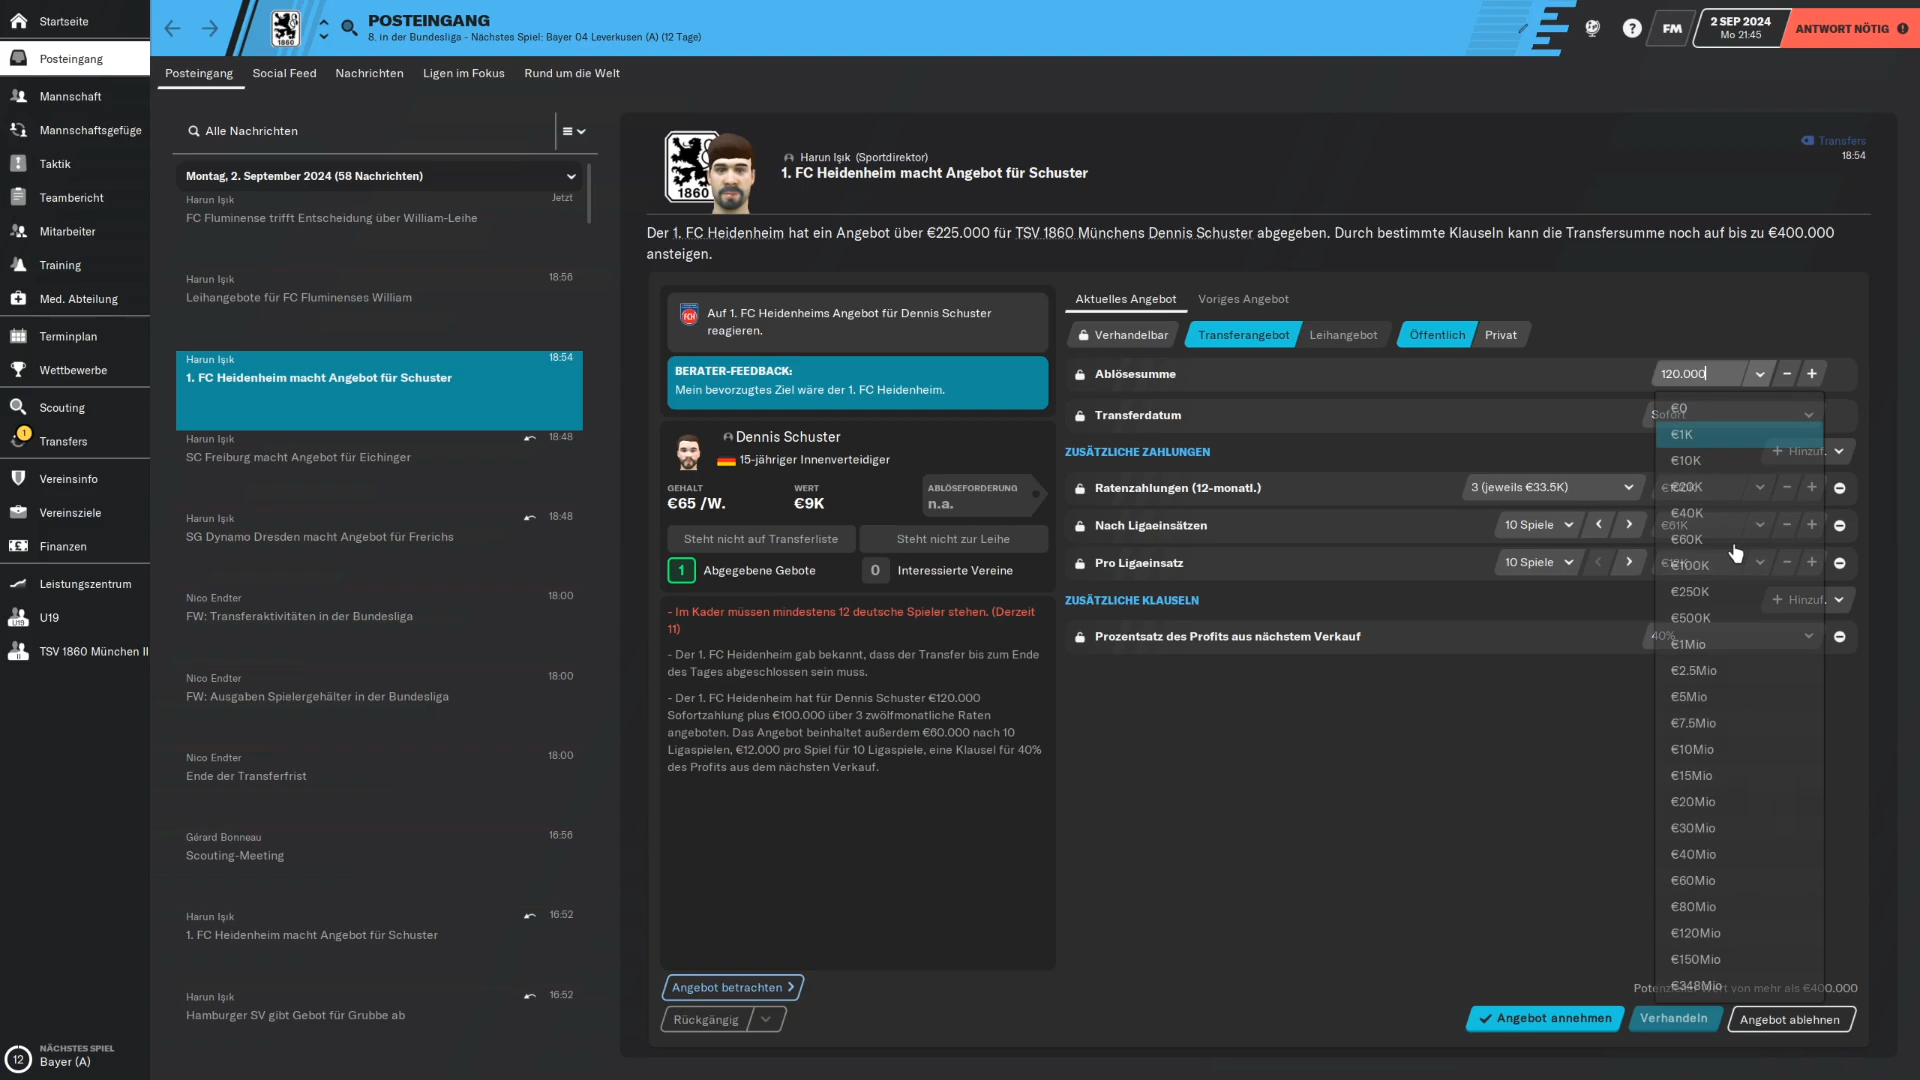 Startseite
Posteingang
Mannschaft
Mannschaftsgefüge
Taktik
Teambericht
Mitarbeiter
Training
Med. Abteilung
Terminplan
Wettbewerbe
Scouting
1
Transfers
Vereinsinfo
Vereinsziele
Finanzen
Leistungszentrum
U19
U19
TSV 1860 München II
II
12
NÄCHSTES SPIEL
Bayer (A)
1860
POSTEINGANG
8. in der Bundesliga - Nächstes Spiel: Bayer 04 Leverkusen (A) (12 Tage)
?
FM
2 SEP 2024
Mo 21:45
ANTWORT NÖTIG
Posteingang
Social Feed
Nachrichten
Ligen im Fokus
Rund um die Welt
Alle Nachrichten
Montag, 2. September 2024 (58 Nachrichten)
Harun Işık
Jetzt
FC Fluminense trifft Entscheidung über William-Leihe
Harun Işık
18:56
Leihangebote für FC Fluminenses William
Harun Işık
18:54
1. FC Heidenheim macht Angebot für Schuster
Harun Işık
18:48
SC Freiburg macht Angebot für Eichinger
Harun Işık
18:48
SG Dynamo Dresden macht Angebot für Frerichs
Nico Endter
18:00
FW: Transferaktivitäten in der Bundesliga
Nico Endter
18:00
FW: Ausgaben Spielergehälter in der Bundesliga
Nico Endter
18:00
Ende der Transferfrist
Gérard Bonneau
16:56
Scouting-Meeting
Harun Işık
16:52
1. FC Heidenheim macht Angebot für Schuster
Harun Işık
16:52
Hamburger SV gibt Gebot für Grubbe ab
1860
Harun Işık (Sportdirektor)
1. FC Heidenheim macht Angebot für Schuster
Transfers
18:54
Der 1. FC Heidenheim hat ein Angebot über €225.000 für TSV 1860 Münchens Dennis Schuster abgegeben. Durch bestimmte Klauseln kann die Transfersumme noch auf bis zu €400.000
ansteigen.
FCH
Auf 1. FC Heidenheims Angebot für Dennis Schuster
reagieren.
BERATER-FEEDBACK:
Mein bevorzugtes Ziel wäre der 1. FC Heidenheim.
Dennis Schuster
15-jähriger Innenverteidiger
GEHALT
€65 /W.
WERT
€9K
ABLÖSEFORDERUNG
n.a.
Steht nicht auf Transferliste
Steht nicht zur Leihe
1
Abgegebene Gebote
0
Interessierte Vereine
- Im Kader müssen mindestens 12 deutsche Spieler stehen. (Derzeit
11)
- Der 1. FC Heidenheim gab bekannt, dass der Transfer bis zum Ende
des Tages abgeschlossen sein muss.
- Der 1. FC Heidenheim hat für Dennis Schuster €120.000
Sofortzahlung plus €100.000 über 3 zwölfmonatliche Raten
angeboten. Das Angebot beinhaltet außerdem €60.000 nach 10
Ligaspielen, €12.000 pro Spiel für 10 Ligaspiele, eine Klausel für 40%
des Profits aus dem nächsten Verkauf.
Angebot betrachten
Rückgängig
Aktuelles Angebot
Voriges Angebot
Verhandelbar
Transferangebot
Leihangebot
Öffentlich
Privat
Ablösesumme
120.000
Transferdatum
Sofort
ZUSÄTZLICHE ZAHLUNGEN
+ Hinzuf.
Ratenzahlungen (12-monatl.)
3 (jeweils €33.5K)
Nach Ligaeinsätzen
10 Spiele
€61K
Pro Ligaeinsatz
10 Spiele
ZUSÄTZLICHE KLAUSELN
+ Hinzuf.
Prozentsatz des Profits aus nächstem Verkauf
40%
€0
€1K
€10K
€20K
€40K
€60K
€100K
€250K
€500K
€1Mio
€2.5Mio
€5Mio
€7.5Mio
€10Mio
€15Mio
€20Mio
€30Mio
€40Mio
€60Mio
€80Mio
€120Mio
€150Mio
€348Mio
von mehr als €400.000
Angebot annehmen
Verhandeln
Angebot ablehnen